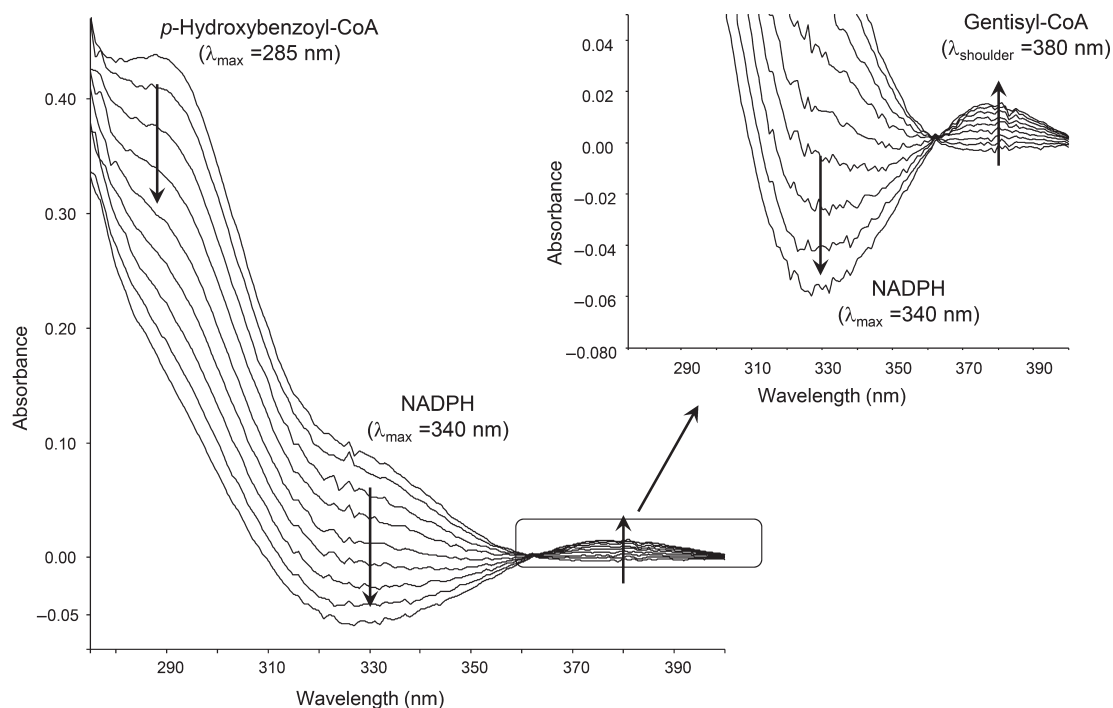 p-Hydroxybenzoyl-CoA
(λmax =285 nm)
0.40
0.30
0.20
0.10
0.00
–0.05
Absorbance
NADPH
(λmax =340 nm)
290
310
330
350
370
390
Wavelength (nm)
Gentisyl-CoA
(λshoulder =380 nm)
0.04
0.02
0.00
–0.02
–0.04
–0.06
–0.080
Absorbance
NADPH
(λmax =340 nm)
290
310
330
350
370
390
Wavelength (nm)